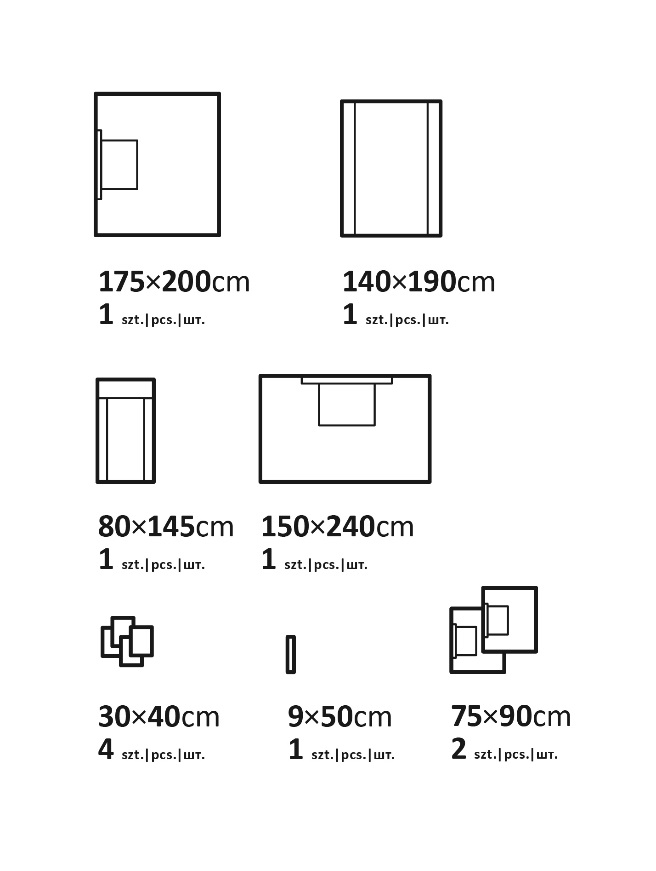 175×200cm
1 szt.|pcs.|шт.
140×190cm
1 szt.|pcs.|шт.
80×145cm
1 szt.|pcs.|шт.
150×240cm
1 szt.|pcs.|шт.
30×40cm
4 szt.|pcs.|шт.
9×50cm
1 szt.|pcs.|шт.
75×90cm
2 szt.|pcs.|шт.